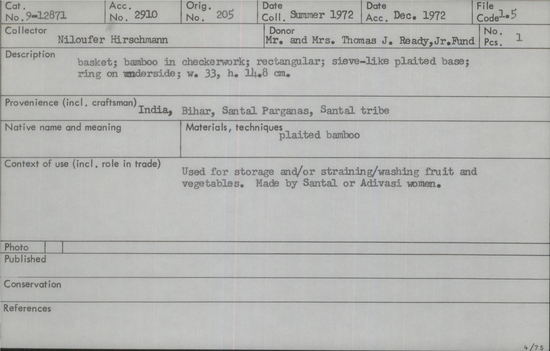 Cat. No. 9-12871 Acc. No. 2910 Orig. No. 205 Date Coll. Summer 1972 Date Acc. Dec. 1972 File Code 1.5
Collector Niloufer Hirschmann Donor Mr. and Mrs. Thomas J. Ready, Jr. Fund No. Pcs. 1
Description basket; bamboo in checkerwork; rectangular; sieve-like plaited base;
ring on underside; w. 33, h. 14.8 cm.
Provenience (incl. craftsman) India, Bihar, Santal Parganas, Santal tribe
Native name and meaning Materials, techniques plaited bamboo
Context of use (incl. role in trade) Used for storage and/or straining/washing fruit and
vegetables. Made by Santal or Adivasi women.
Photo
Published
Conservation
References
4/75